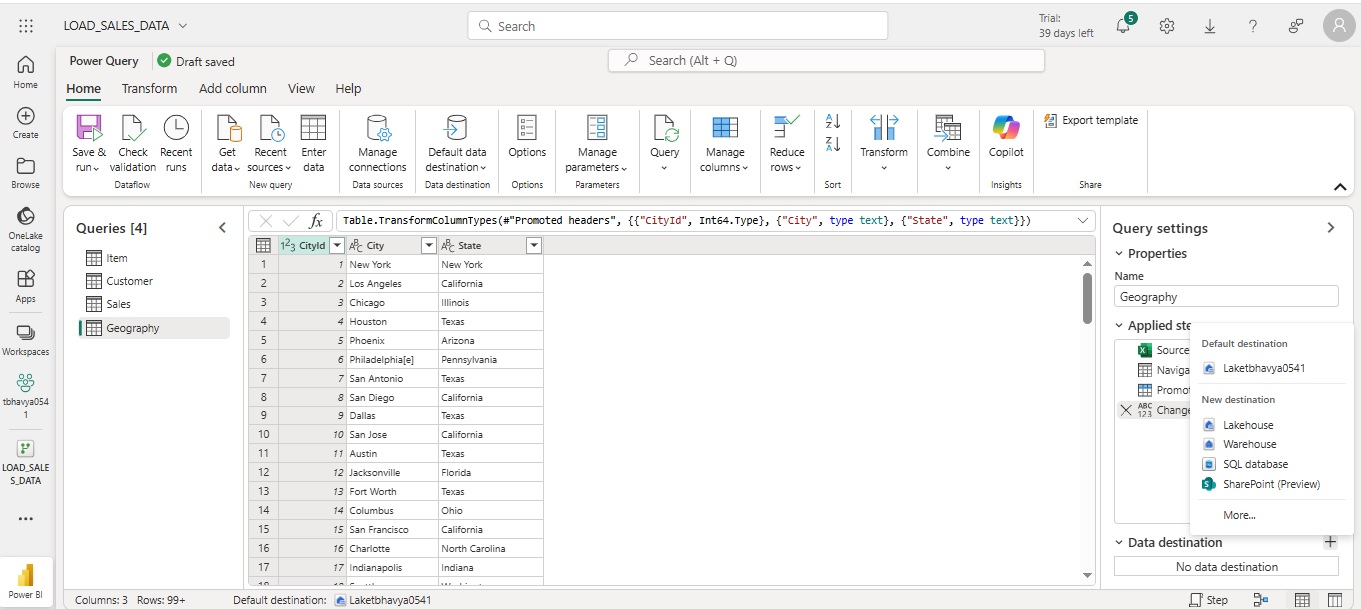 LOAD_SALES_DATA
Search
Trial:
39 days left
5
Home
Create
Browse
OneLake
catalog
Apps
Workspaces
tbhavya054
1
LOAD_SALE
S_DATA
Power BI
Power Query
Draft saved
Search (Alt + Q)
Home Transform Add column View Help
Save &
run
Check
validation
Recent
runs
Dataflow
Get
data
Recent
sources
Enter
data
New query
Manage
connections
Data sources
Default data
destination
Data destination
Options
Options
Manage
parameters
Parameters
Query
Manage
columns
Reduce
rows
Sort
Transform
Combine
Copilot
Insights
Export template
Share
Queries [4]
Item
Customer
Sales
Geography
fx
Table.TransformColumnTypes(#"Promoted headers", {{"CityId", Int64.Type}, {"City", type text}, {"State", type text}})
123 CityId ABC City ABC State
1 1 New York New York
2 2 Los Angeles California
3 3 Chicago Illinois
4 4 Houston Texas
5 5 Phoenix Arizona
6 6 Philadelphia[e] Pennsylvania
7 7 San Antonio Texas
8 8 San Diego California
9 9 Dallas Texas
10 10 San Jose California
11 11 Austin Texas
12 12 Jacksonville Florida
13 13 Fort Worth Texas
14 14 Columbus Ohio
15 15 San Francisco California
16 16 Charlotte North Carolina
17 17 Indianapolis Indiana
Query settings
Properties
Name
Geography
Applied ste
Source
Naviga
Promot
ABC
123 Change
Default destination
Laketbhavya0541
New destination
Lakehouse
Warehouse
SQL database
SharePoint (Preview)
More...
Data destination
No data destination
Columns: 3 Rows: 99+
Default destination: Laketbhavya0541
Step